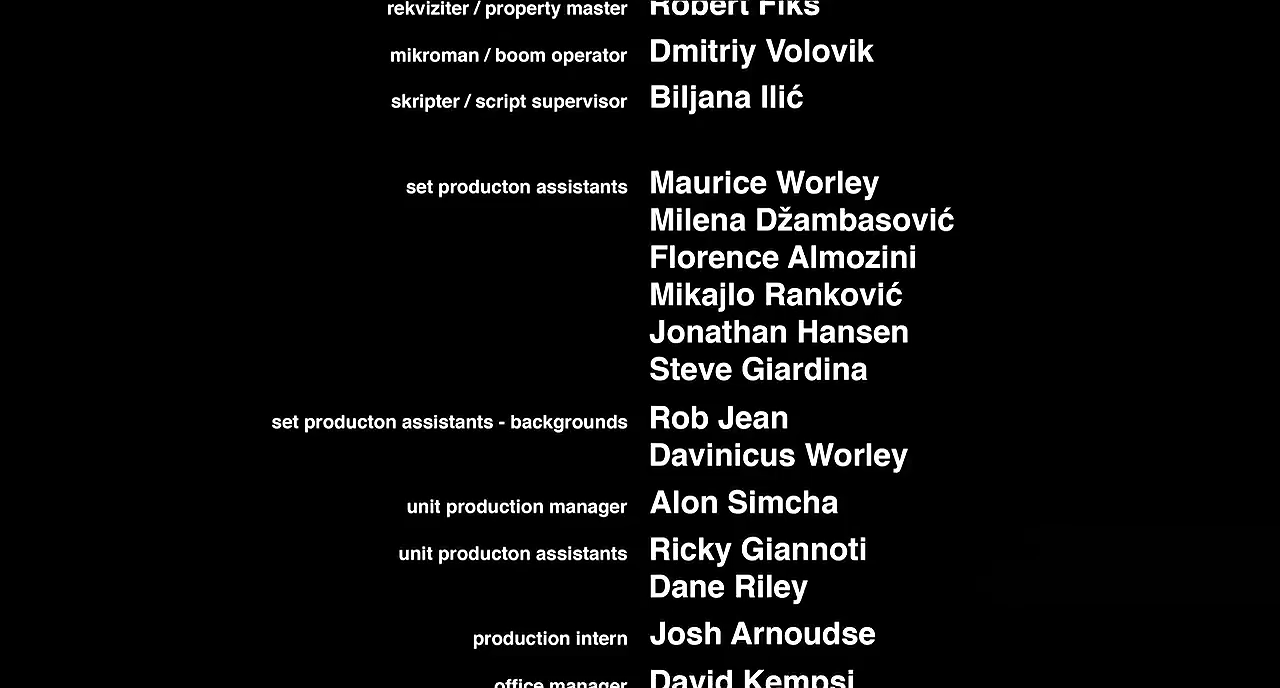 rekviziter / property master Robert Fiks
mikroman / boom operator Dmitriy Volovik
skripter / script supervisor Biljana Ilić
set producton assistants Maurice Worley
Milena Džambasović
Florence Almozini
Mikajlo Ranković
Jonathan Hansen
Steve Giardina
set producton assistants - backgrounds Rob Jean
Davinicus Worley
unit production manager Alon Simcha
unit producton assistants Ricky Giannoti
Dane Riley
production intern Josh Arnoudse
office manager David Kempsi